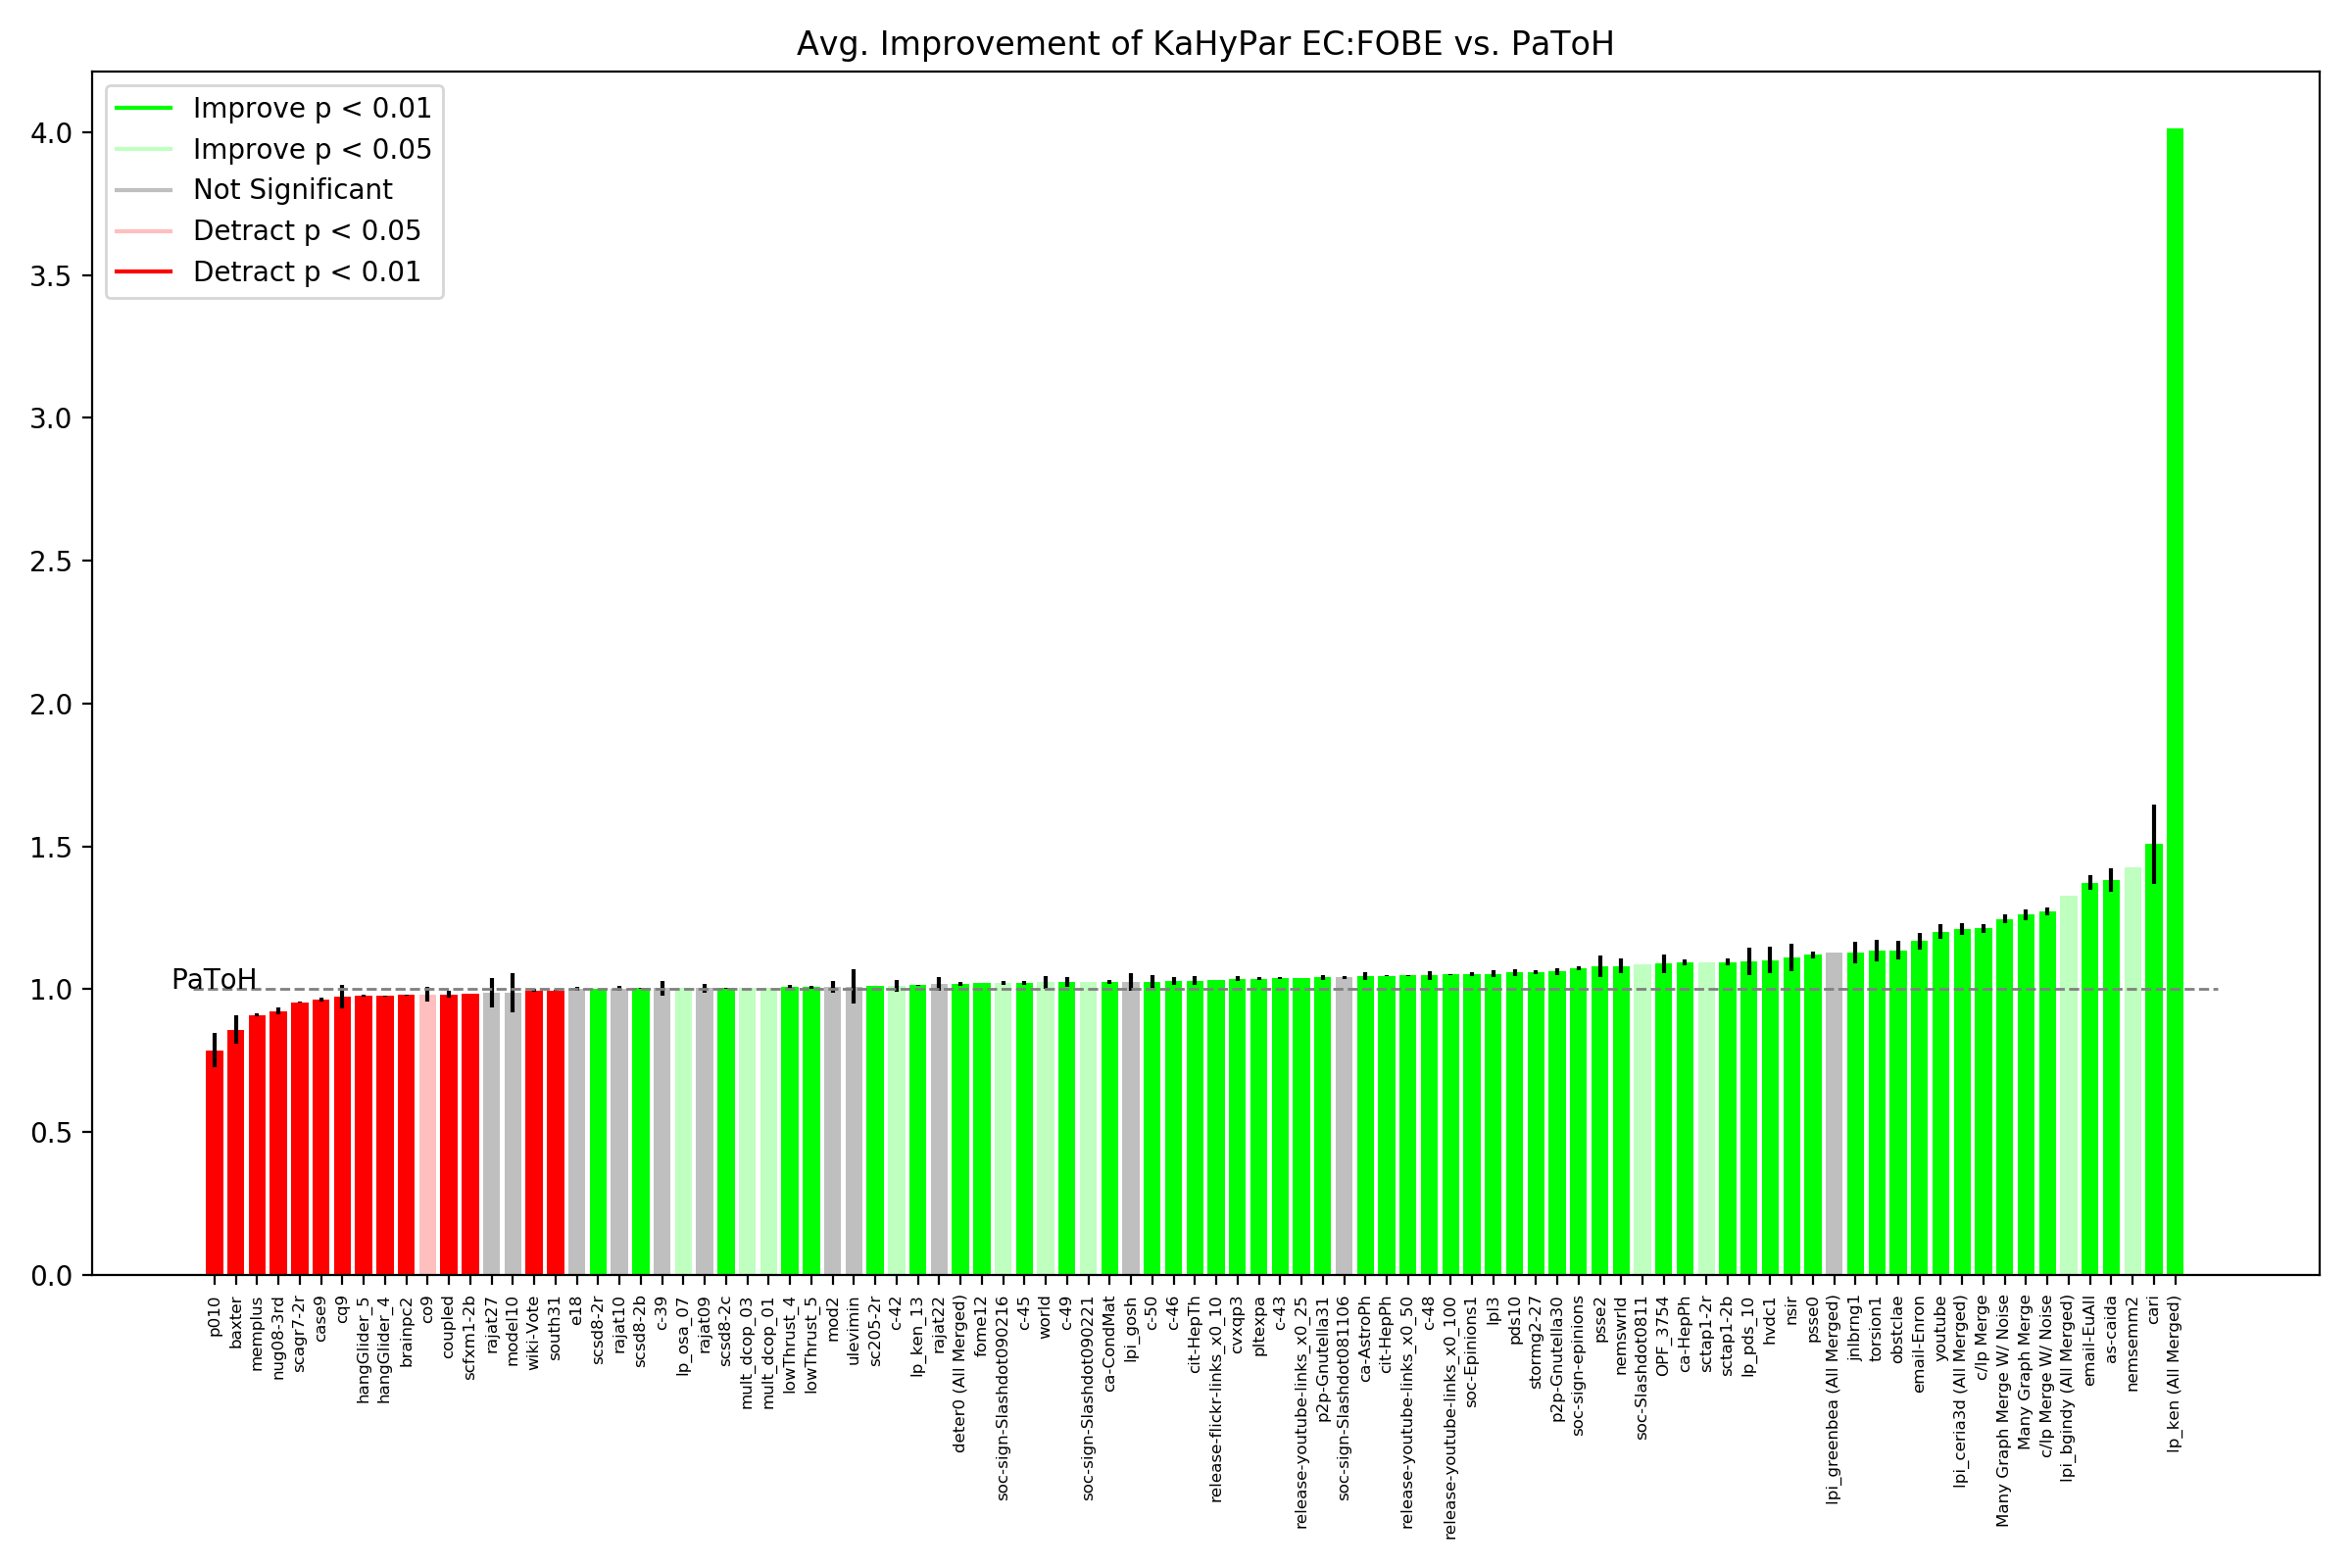 Avg. Improvement of KaHyPar EC:FOBE vs. PaToH
Improve p < 0.01
Improve p < 0.05
Not Significant
Detract p < 0.05
Detract p < 0.01
4.0
3.5
3.0
2.5
2.0
1.5
1.0
0.5
0.0
PaToH
p010
baxter
memplus
nug08-3rd
scagr7-2r
case9
cq9
hangGlider_5
hangGlider_4
brainpc2
co9
coupled
scfxm1-2b
rajat27
model10
wiki-Vote
south31
e18
scsd8-2r
rajat10
scsd8-2b
c-39
lp_osa_07
rajat09
scsd8-2c
mult_dcop_03
mult_dcop_01
lowThrust_4
lowThrust_5
mod2
ulevimin
sc205-2r
c-42
lp_ken_13
rajat22
deter0 (All Merged)
fome12
soc-sign-Slashdot090216
c-45
world
c-49
soc-sign-Slashdot090221
ca-CondMat
lpi_gosh
c-50
c-46
cit-HepTh
release-flickr-links_x0_10
cvxqp3
pltexpa
c-43
release-youtube-links_x0_25
p2p-Gnutella31
soc-sign-Slashdot081106
ca-AstroPh
cit-HepPh
release-youtube-links_x0_50
c-48
release-youtube-links_x0_100
soc-Epinions1
lpl3
pds10
stormg2-27
p2p-Gnutella30
soc-sign-epinions
psse2
nemswrld
soc-Slashdot0811
OPF_3754
ca-HepPh
sctap1-2r
sctap1-2b
lp_pds_10
hvdc1
nsir
psse0
lpi_greenbea (All Merged)
jnlbrng1
torsion1
obstclae
email-Enron
youtube
lpi_ceria3d (All Merged)
c/lp Merge
Many Graph Merge W/ Noise
Many Graph Merge
c/lp Merge W/ Noise
lpi_bgindy (All Merged)
email-EuAll
as-caida
nemsemm2
cari
lp_ken (All Merged)